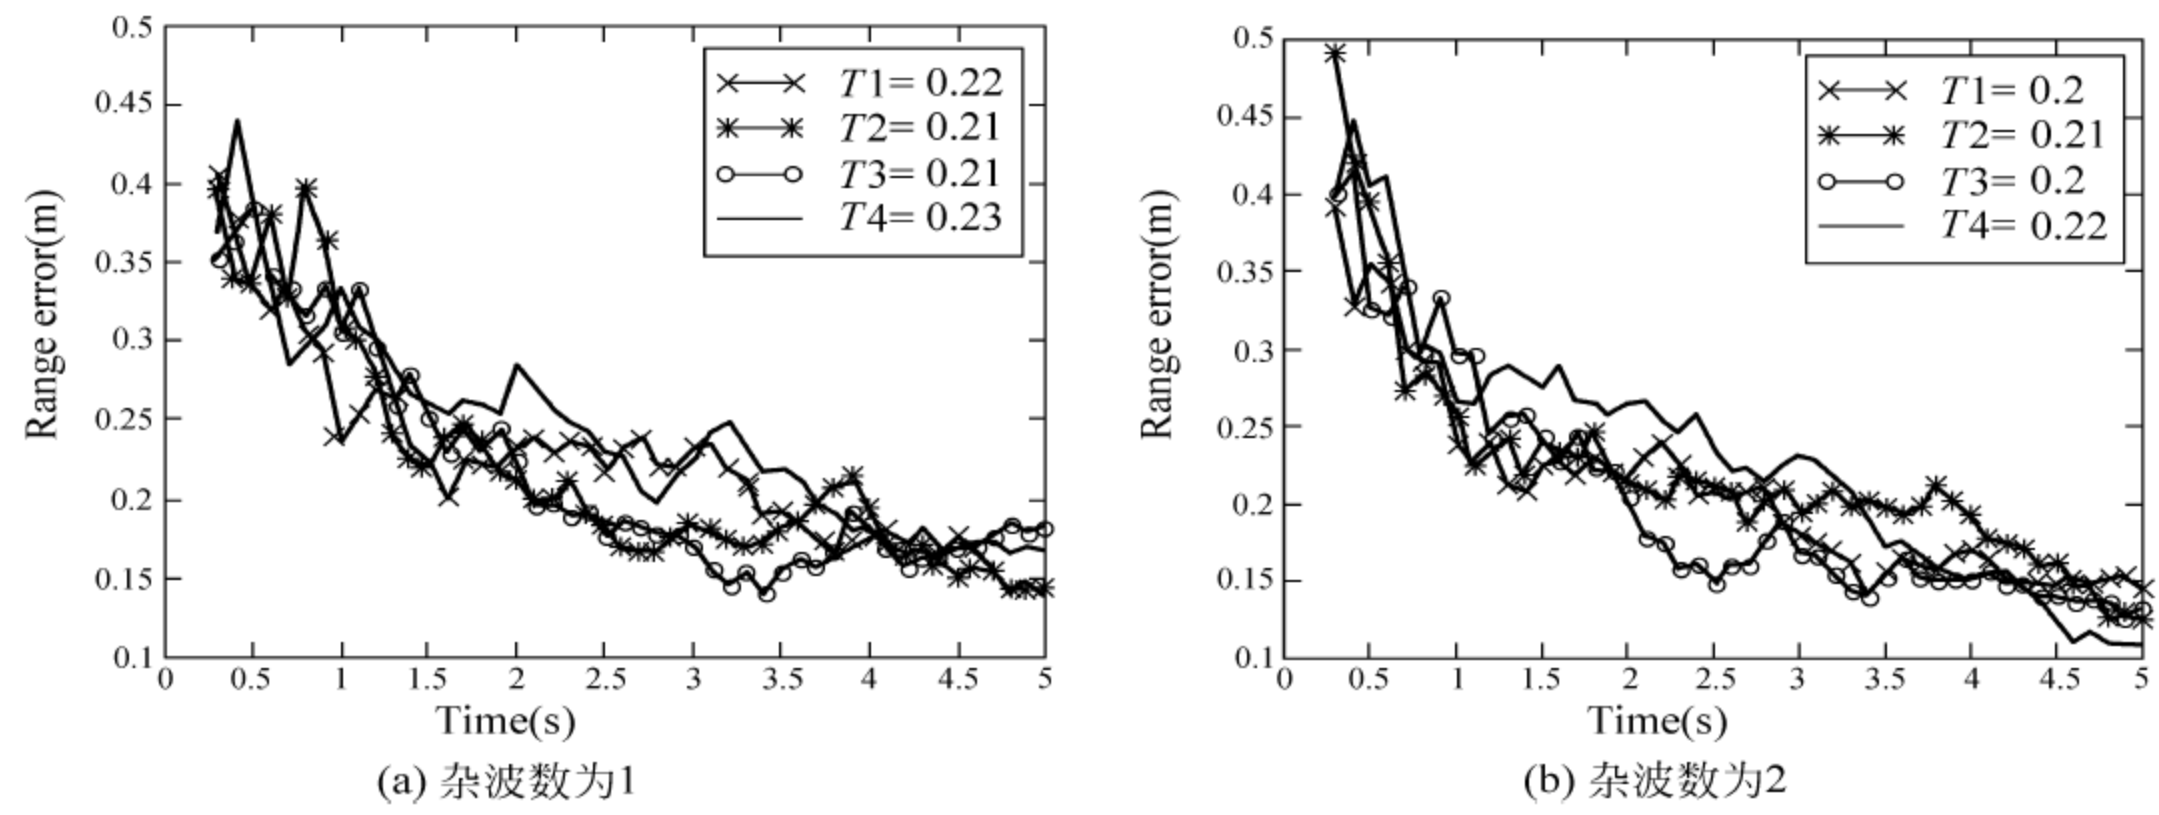 0.5
0.45
0.4
0.35
0.3
0.25
0.2
0.15
0.1
Range error(m)
T1= 0.22
T2= 0.21
T3= 0.21
T4= 0.23
0 0.5 1 1.5 2 2.5 3 3.5 4 4.5 5
Time(s)
(a) 杂波数为1
0.5
0.45
0.4
0.35
0.3
0.25
0.2
0.15
0.1
Range error(m)
T1= 0.2
T2= 0.21
T3= 0.2
T4= 0.22
0 0.5 1 1.5 2 2.5 3 3.5 4 4.5 5
Time(s)
(b) 杂波数为2